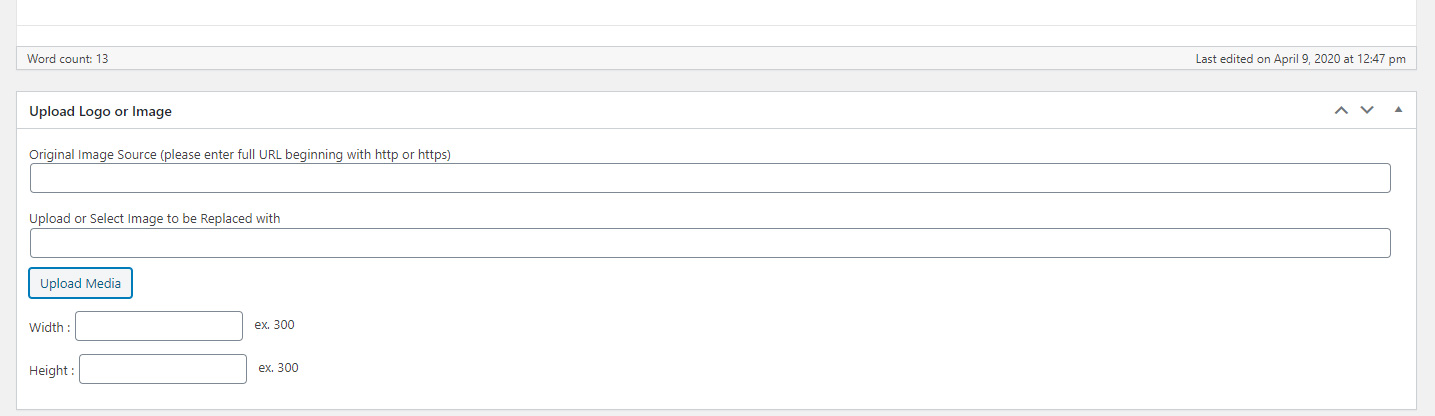 Word count: 13
Last edited on April 9, 2020 at 12:47 pm
Upload Logo or Image
Original Image Source (please enter full URL beginning with http or https)
Upload or Select Image to be Replaced with
Upload Media
Width : ex. 300
Height : ex. 300